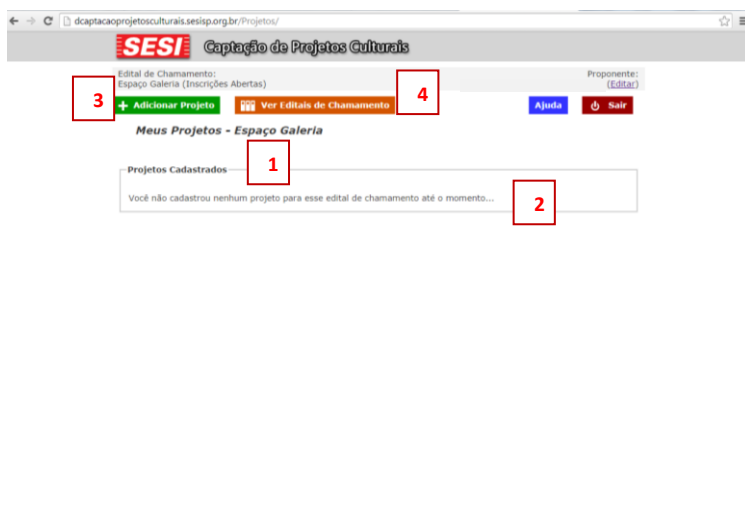 dcaptacaoprojetosculturais.sesisp.org.br/Projetos/
SESI Captação de Projetos Culturais
Edital de Chamamento:
Espaço Galeria (Inscrições Abertas)
Proponente:
(Editar)
3
+ Adicionar Projeto
Ver Editais de Chamamento
4
Ajuda
Sair
Meus Projetos - Espaço Galeria
1
Projetos Cadastrados
Você não cadastrou nenhum projeto para esse edital de chamamento até o momento...
2